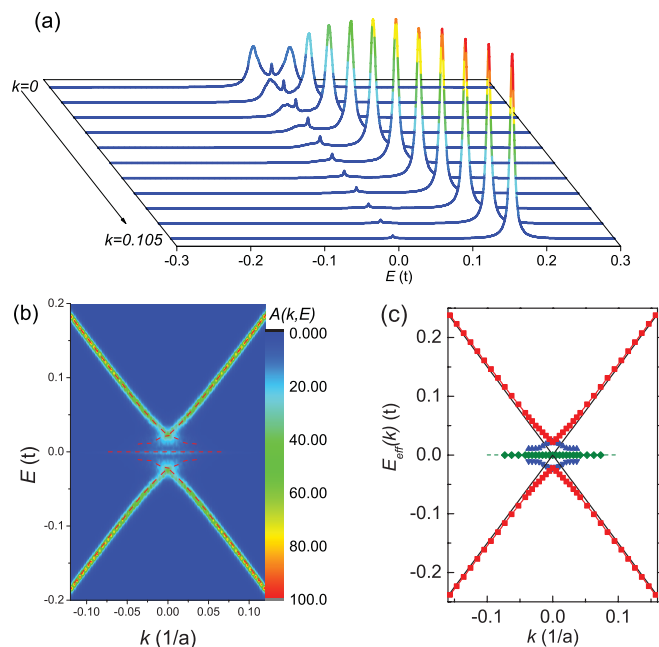 (a)
k=0
k=0.105
-0.3 -0.2 -0.1 0.0 0.1 0.2 0.3
E (t)
(b)
A(k,E)
0.2
0.1
0.0
-0.1
-0.2
E (t)
-0.10 -0.05 0.00 0.05 0.10
k (1/a)
0.000
20.00
40.00
60.00
80.00
100.0
(c)
0.2
0.1
0.0
-0.1
-0.2
E_eff(k) (t)
-0.1 0.0 0.1
k (1/a)